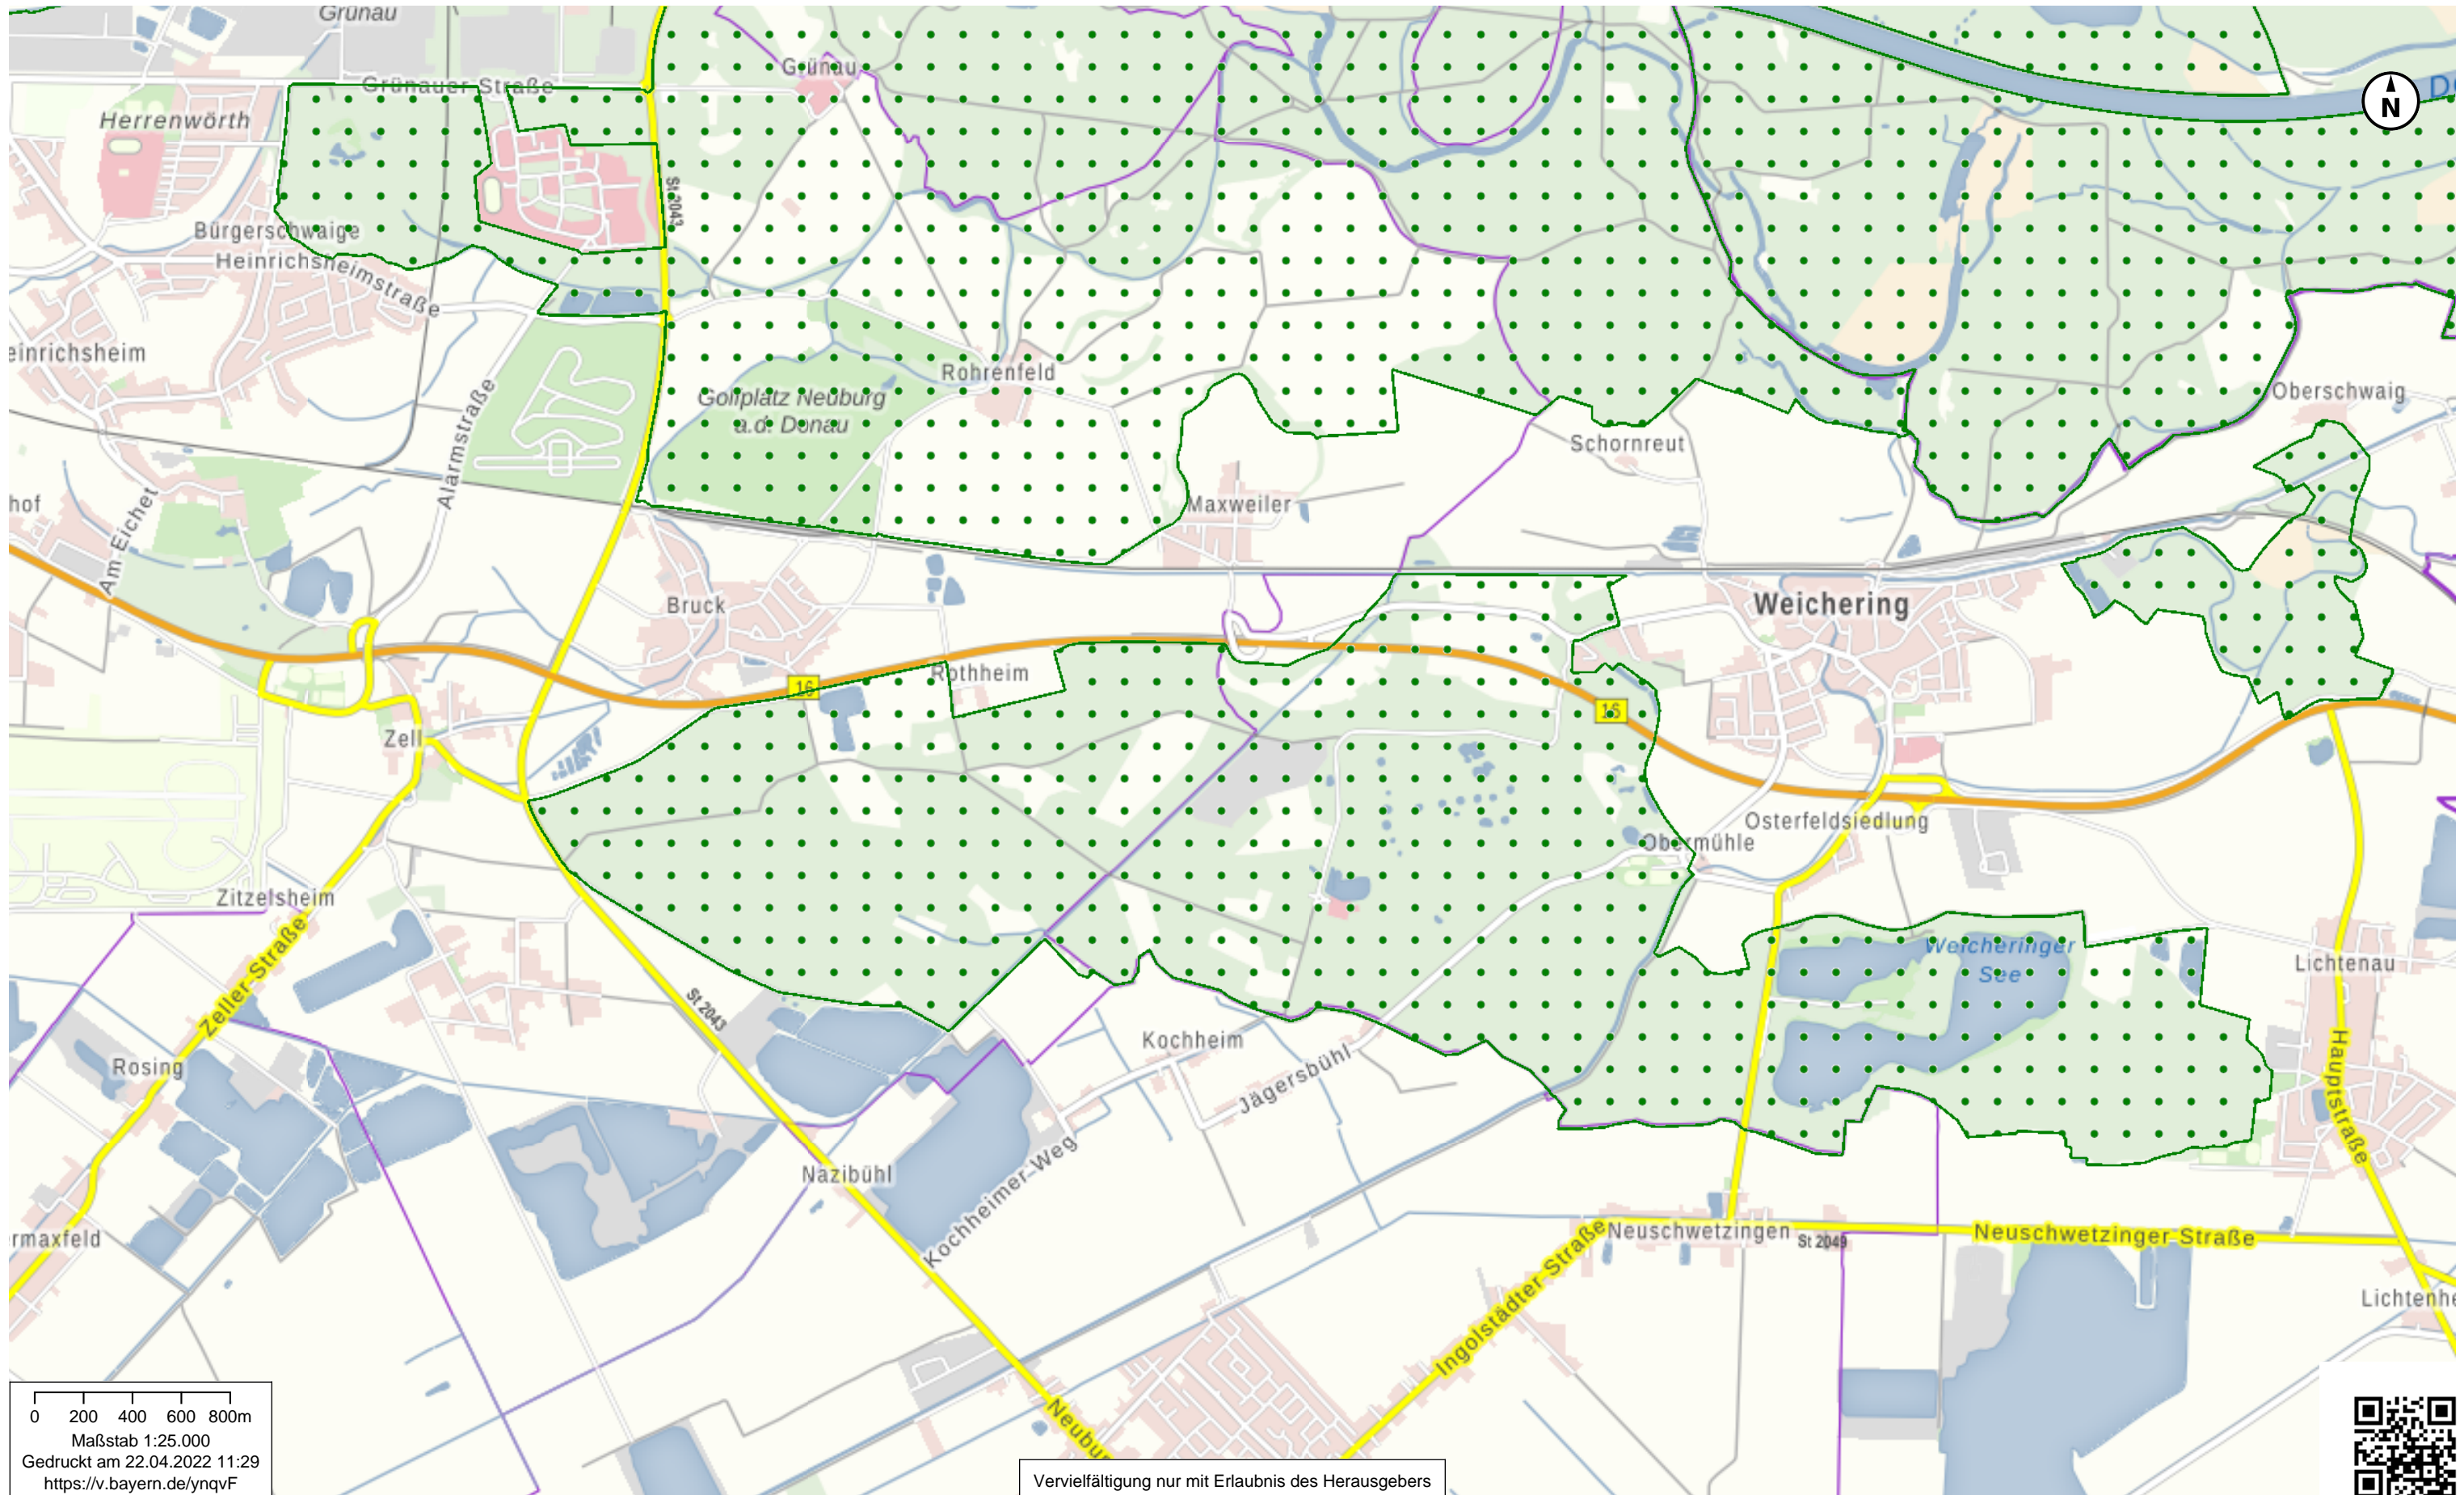 Grünau
Grünau
Grünauer Straße
Herrenwörth
N
St 2043
Bürgerschwaige
Heinrichsheimstraße
einrichsheim
Rohrenfeld
Oberschwaig
Golfplatz Neuburg
a.d. Donau
Alarmstraße
Schornreut
hof
Am Eichet
Maxweiler
Bruck
Weichering
Rothheim
16
16
Zell
Osterfeldsiedlung
Obermühle
Zitzelsheim
Weicheringer
See
Lichtenau
Zeller-Straße
St 2043
Kochheim
Rosing
Jägersbühl
Hauptstraße
Nazibühl
Kochheimer-Weg
rmaxfeld
Neuschwetzingen
St 2049
Neuschwetzinger Straße
Ingolstädter-Straße
Lichtenhe
Neubur
0 200 400 600 800m
Maßstab 1:25.000
Gedruckt am 22.04.2022 11:29
https://v.bayern.de/ynqvF
Vervielfältigung nur mit Erlaubnis des Herausgebers